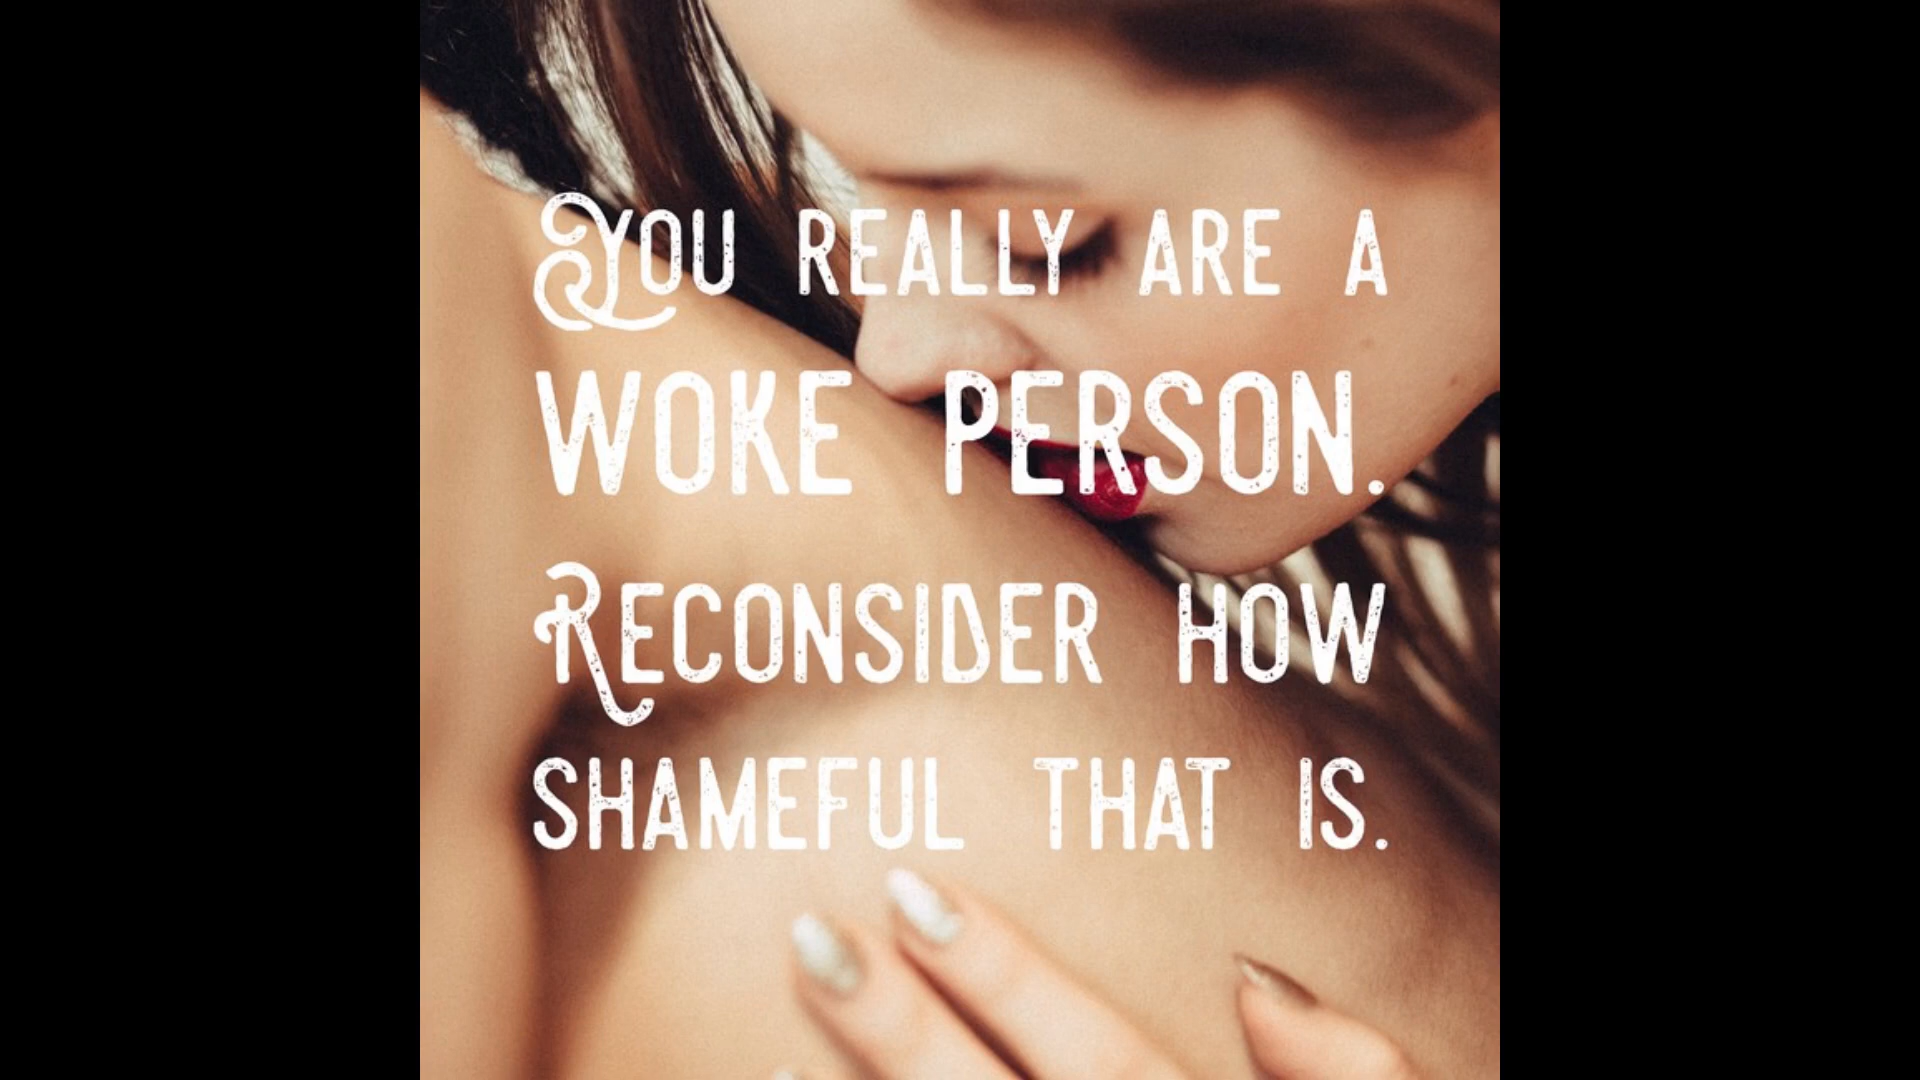 You really are a
woke person.
Reconsider how
shameful that is.